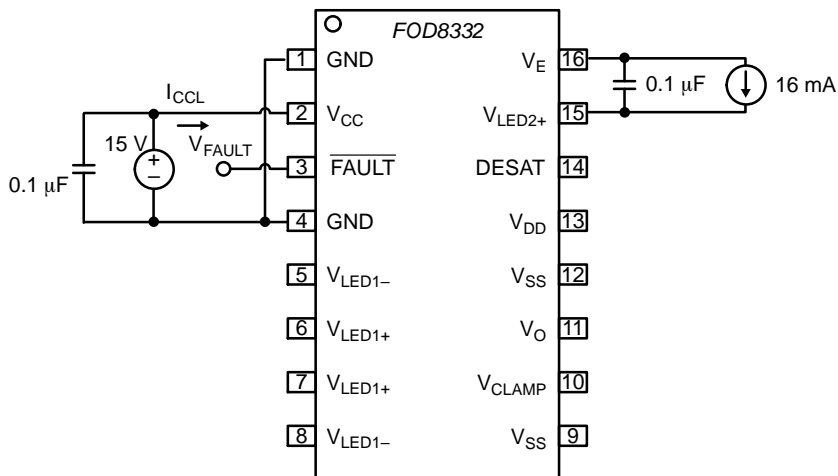 FOD8332
1 GND
2 VCC
3 FAULT
4 GND
5 VLED1–
6 VLED1+
7 VLED1+
8 VLED1–
16 VE
15 VLED2+
14 DESAT
13 VDD
12 VSS
11 VO
10 VCLAMP
9 VSS
ICCL
15 V
+
–
VFAULT
0.1 μF
0.1 μF
16 mA